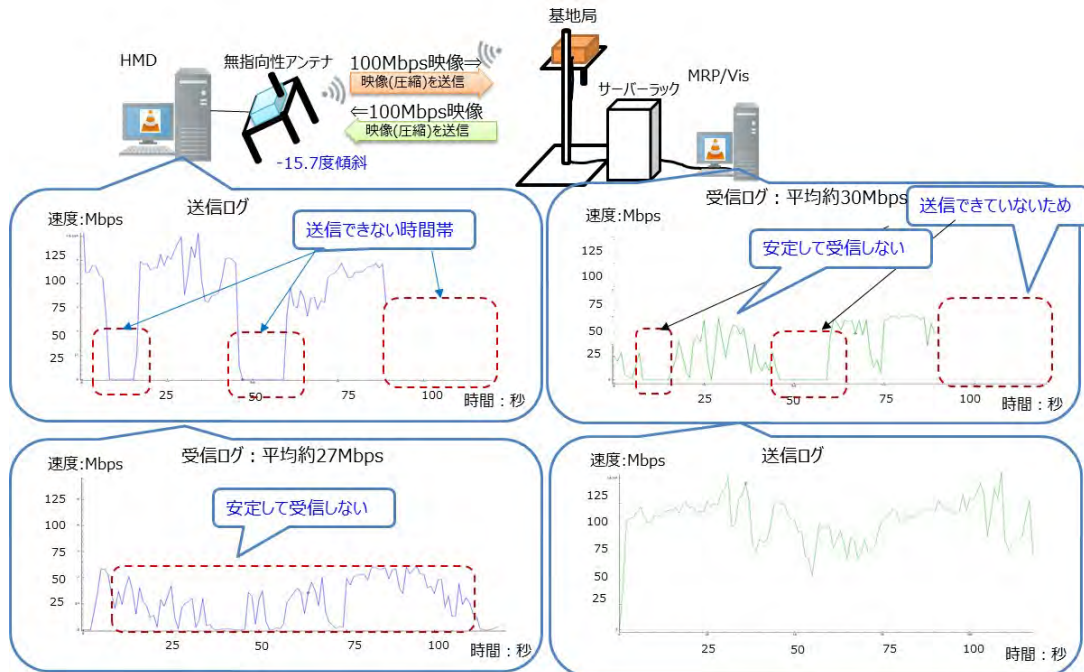 基地局
HMD
無指向性アンテナ
100Mbps映像⇒
映像(圧縮)を送信
⇐100Mbps映像
映像(圧縮)を送信
-15.7度傾斜
サーバーラック
MRP/Vis
速度:Mbps
送信ログ
送信できない時間帯
125
100
75
50
25
25
50
75
100
時間：秒
受信ログ：平均約30Mbps
速度:Mbps
送信できていないため
安定して受信しない
125
100
75
50
25
25
50
75
100
時間：秒
速度:Mbps
受信ログ：平均約27Mbps
安定して受信しない
125
100
75
50
25
25
50
75
100
時間：秒
速度:Mbps
送信ログ
125
100
75
50
25
25
50
75
100
時間：秒